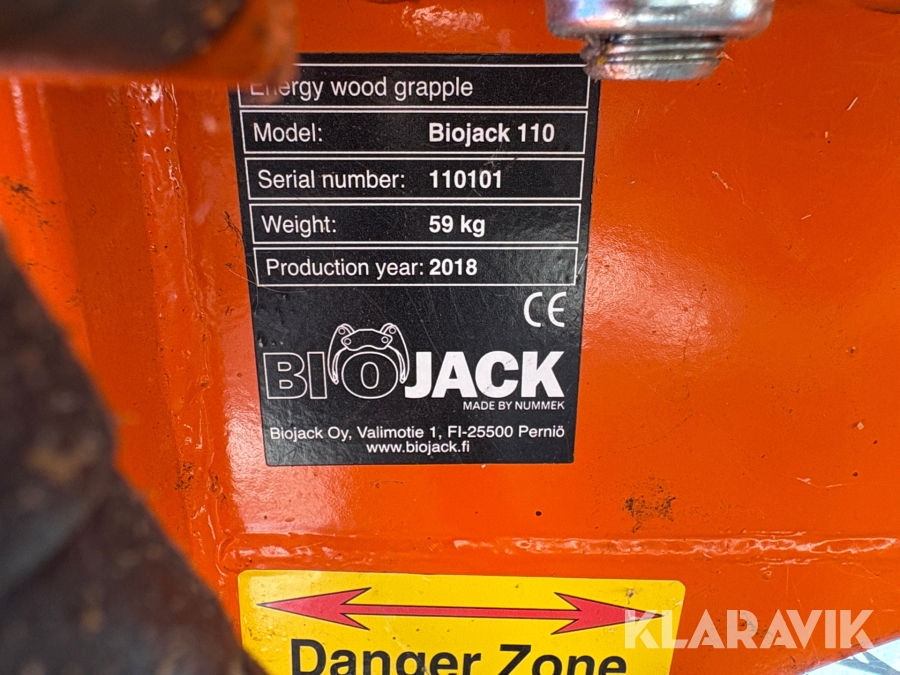 Energy wood grapple
Model: Biojack 110
Serial number: 110101
Weight: 59 kg
Production year: 2018
CE
BIOJACK
MADE BY NUMMEK
Biojack Oy, Valimotie 1, FI-25500 Perniö
www.biojack.fi
Danger Zone
KLARAVIK